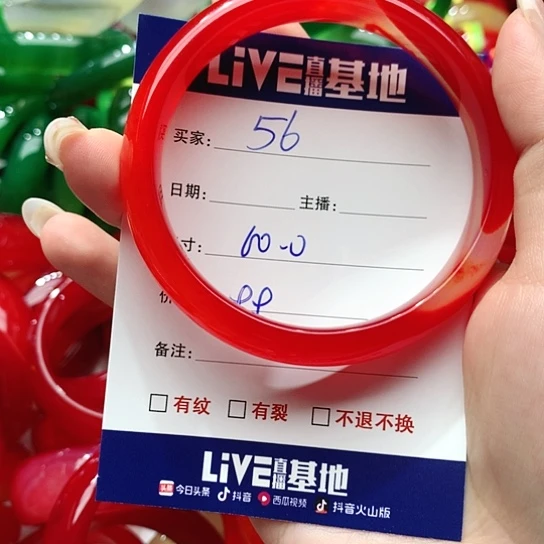 LiVE直播基地
买家: 56
日期: 主播:
寸: 60.0
备注:
有纹 有裂 不退不换
LiVE直播基地
头条 今日头条 抖音 西瓜视频 抖音火山版